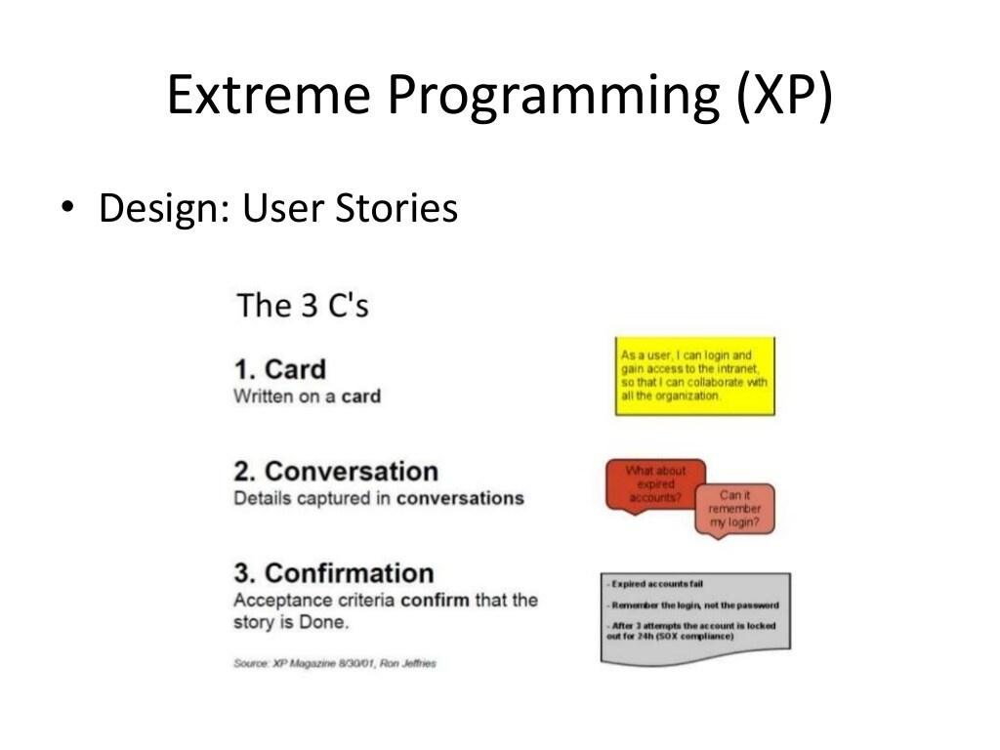 Extreme Programming (XP)
• Design: User Stories
The 3 C's
1. Card
Written on a card
As a user, I can login and
gain access to the intranet,
so that I can collaborate with
all the organization.
2. Conversation
Details captured in conversations
What about
expired
accounts?
Can it
remember
my login?
3. Confirmation
Acceptance criteria confirm that the
story is Done.
- Expired accounts fail
- Remember the login, not the password
- After 3 attempts the account is locked
out for 24h (SOX compliance)
Source: XP Magazine 8/30/01, Ron Jeffries